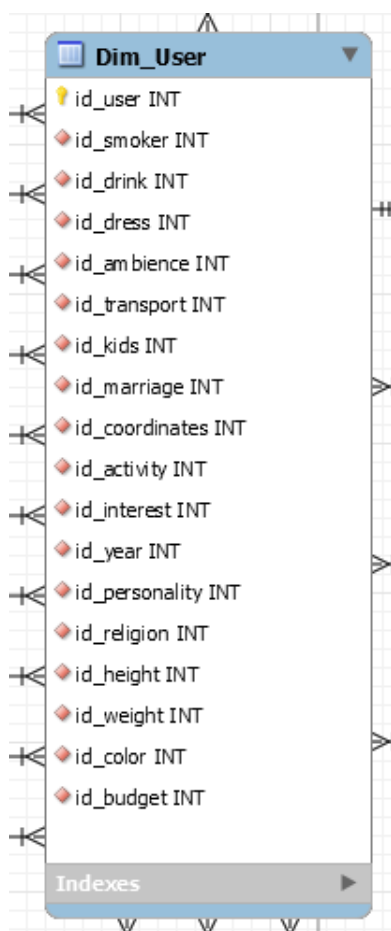 Dim_User
id_user INT
id_smoker INT
id_drink INT
id_dress INT
id_ambience INT
id_transport INT
id_kids INT
id_marriage INT
id_coordinates INT
id_activity INT
id_interest INT
id_year INT
id_personality INT
id_religion INT
id_height INT
id_weight INT
id_color INT
id_budget INT
Indexes